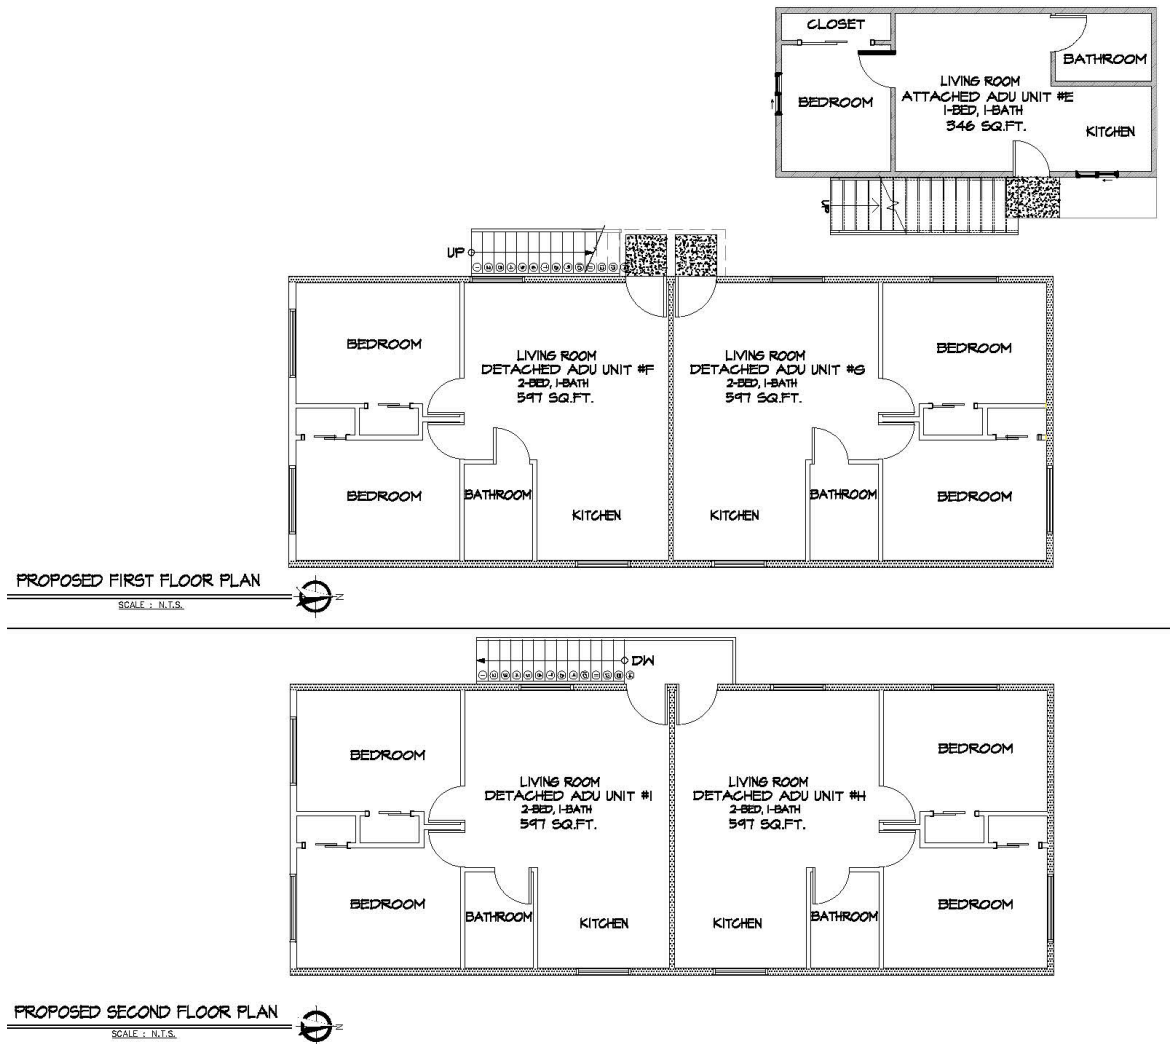 CLOSET
BATHROOM
LIVING ROOM
ATTACHED ADU UNIT #E
1-BED, 1-BATH
346 SQ.FT.
BEDROOM
KITCHEN
UP
UP
BEDROOM
LIVING ROOM
DETACHED ADU UNIT #F
2-BED, 1-BATH
597 SQ.FT.
LIVING ROOM
DETACHED ADU UNIT #G
2-BED, 1-BATH
597 SQ.FT.
BEDROOM
BEDROOM
BATHROOM
KITCHEN
KITCHEN
BATHROOM
BEDROOM
PROPOSED FIRST FLOOR PLAN
SCALE : N.T.S.
N
DW
BEDROOM
LIVING ROOM
DETACHED ADU UNIT #I
2-BED, 1-BATH
597 SQ.FT.
LIVING ROOM
DETACHED ADU UNIT #H
2-BED, 1-BATH
597 SQ.FT.
BEDROOM
BEDROOM
BATHROOM
KITCHEN
KITCHEN
BATHROOM
BEDROOM
PROPOSED SECOND FLOOR PLAN
SCALE : N.T.S.
N